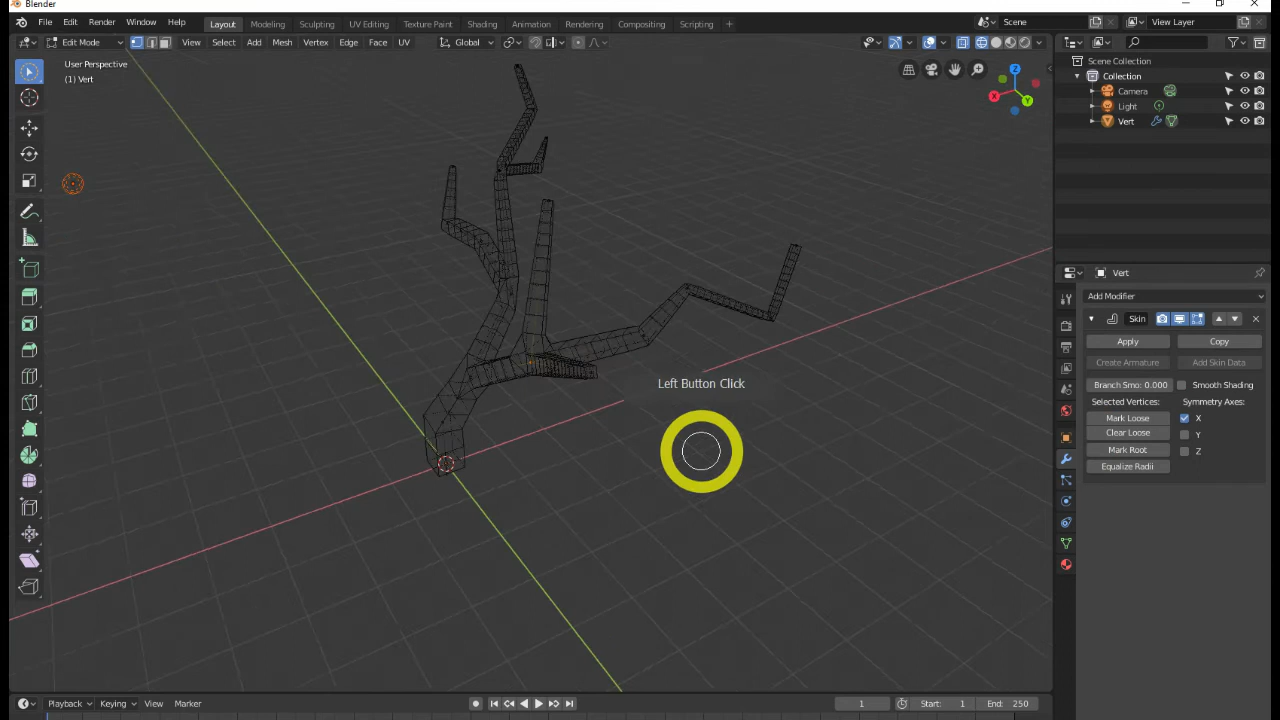 Blender
File Edit Render Window Help
Layout Modeling Sculpting UV Editing Texture Paint Shading Animation Rendering Compositing Scripting +
Scene
View Layer
Edit Mode View Select Add Mesh Vertex Edge Face UV
Global
User Perspective
(1) Vert
Z
X
Y
Scene Collection
Collection
Camera
Light
Vert
Vert
Add Modifier
Skin
Apply Copy
Create Armature Add Skin Data
Branch Smo: 0.000 Smooth Shading
Selected Vertices: Symmetry Axes:
Mark Loose X
Clear Loose Y
Mark Root Z
Equalize Radii
Left Button Click
Playback Keying View Marker
1 Start: 1 End: 250